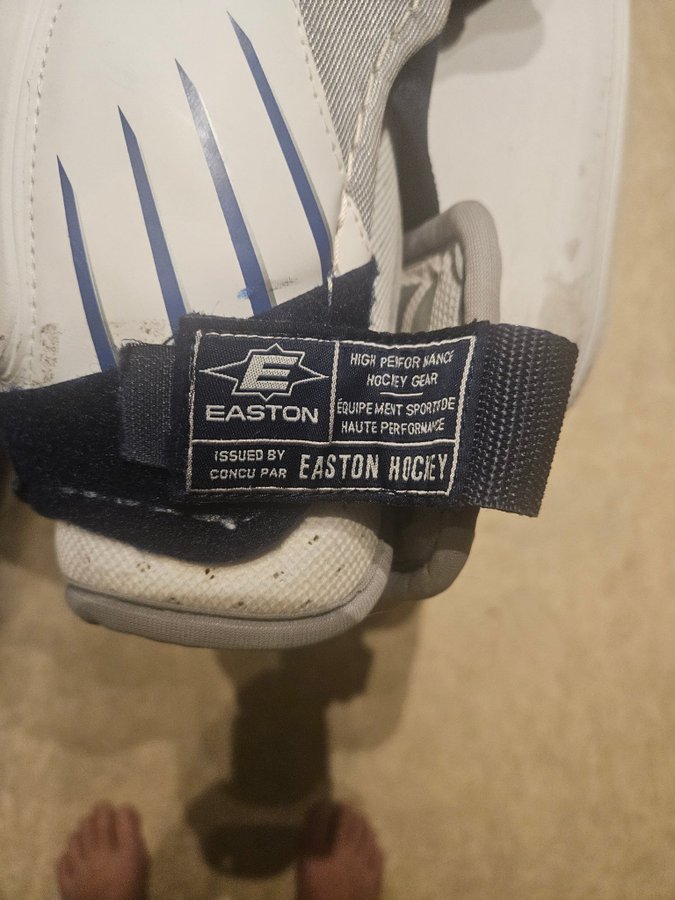 E
EASTON
HIGH PERFORMANCE
HOCKEY GEAR
ÉQUIPEMENT SPORTIF DE
HAUTE PERFORMANCE
ISSUED BY
CONCU PAR
EASTON HOCKEY